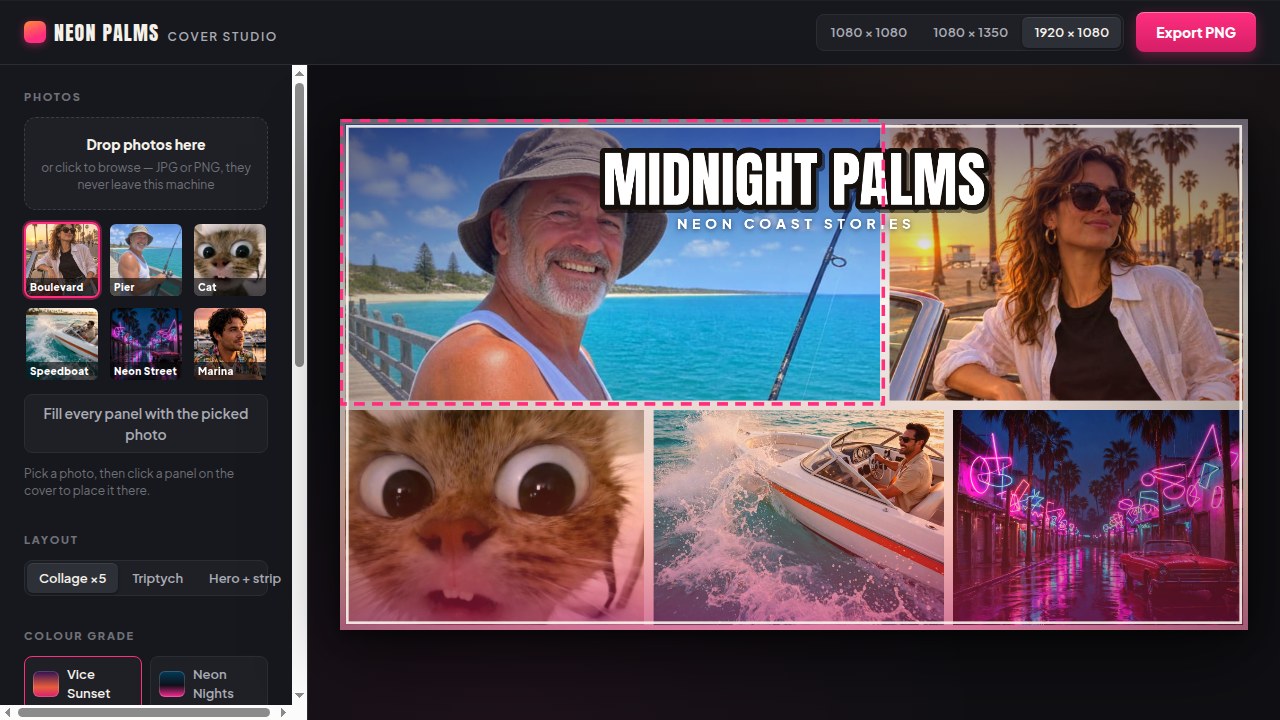 NEON PALMS COVER STUDIO
1080 × 1080
1080 × 1350
1920 × 1080
Export PNG
PHOTOS
Drop photos here
or click to browse — JPG or PNG, they
never leave this machine
Boulevard
Pier
Cat
Speedboat
Neon Street
Marina
Fill every panel with the picked
photo
Pick a photo, then click a panel on the
cover to place it there.
LAYOUT
Collage ×5
Triptych
Hero + strip
COLOUR GRADE
Vice
Sunset
Neon
Nights
MIDNIGHT PALMS
NEON COAST STORIES